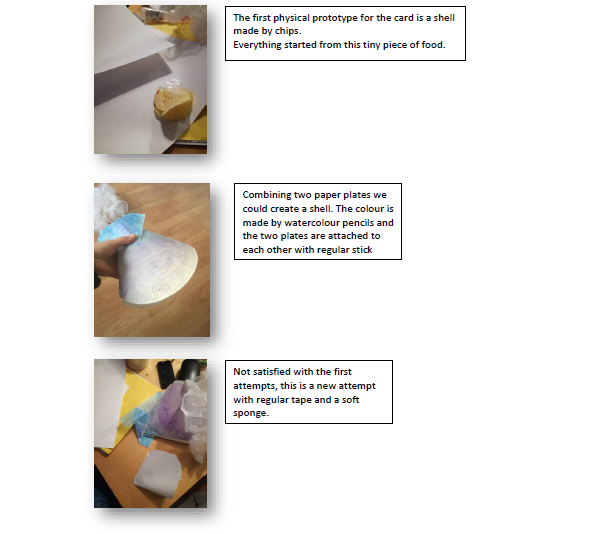 The first physical prototype for the card is a shell
made by chips.
Everything started from this tiny piece of food.
Combining two paper plates we
could create a shell. The colour is
made by watercolour pencils and
the two plates are attached to
each other with regular stick
Not satisfied with the first
attempts, this is a new attempt
with regular tape and a soft
sponge.